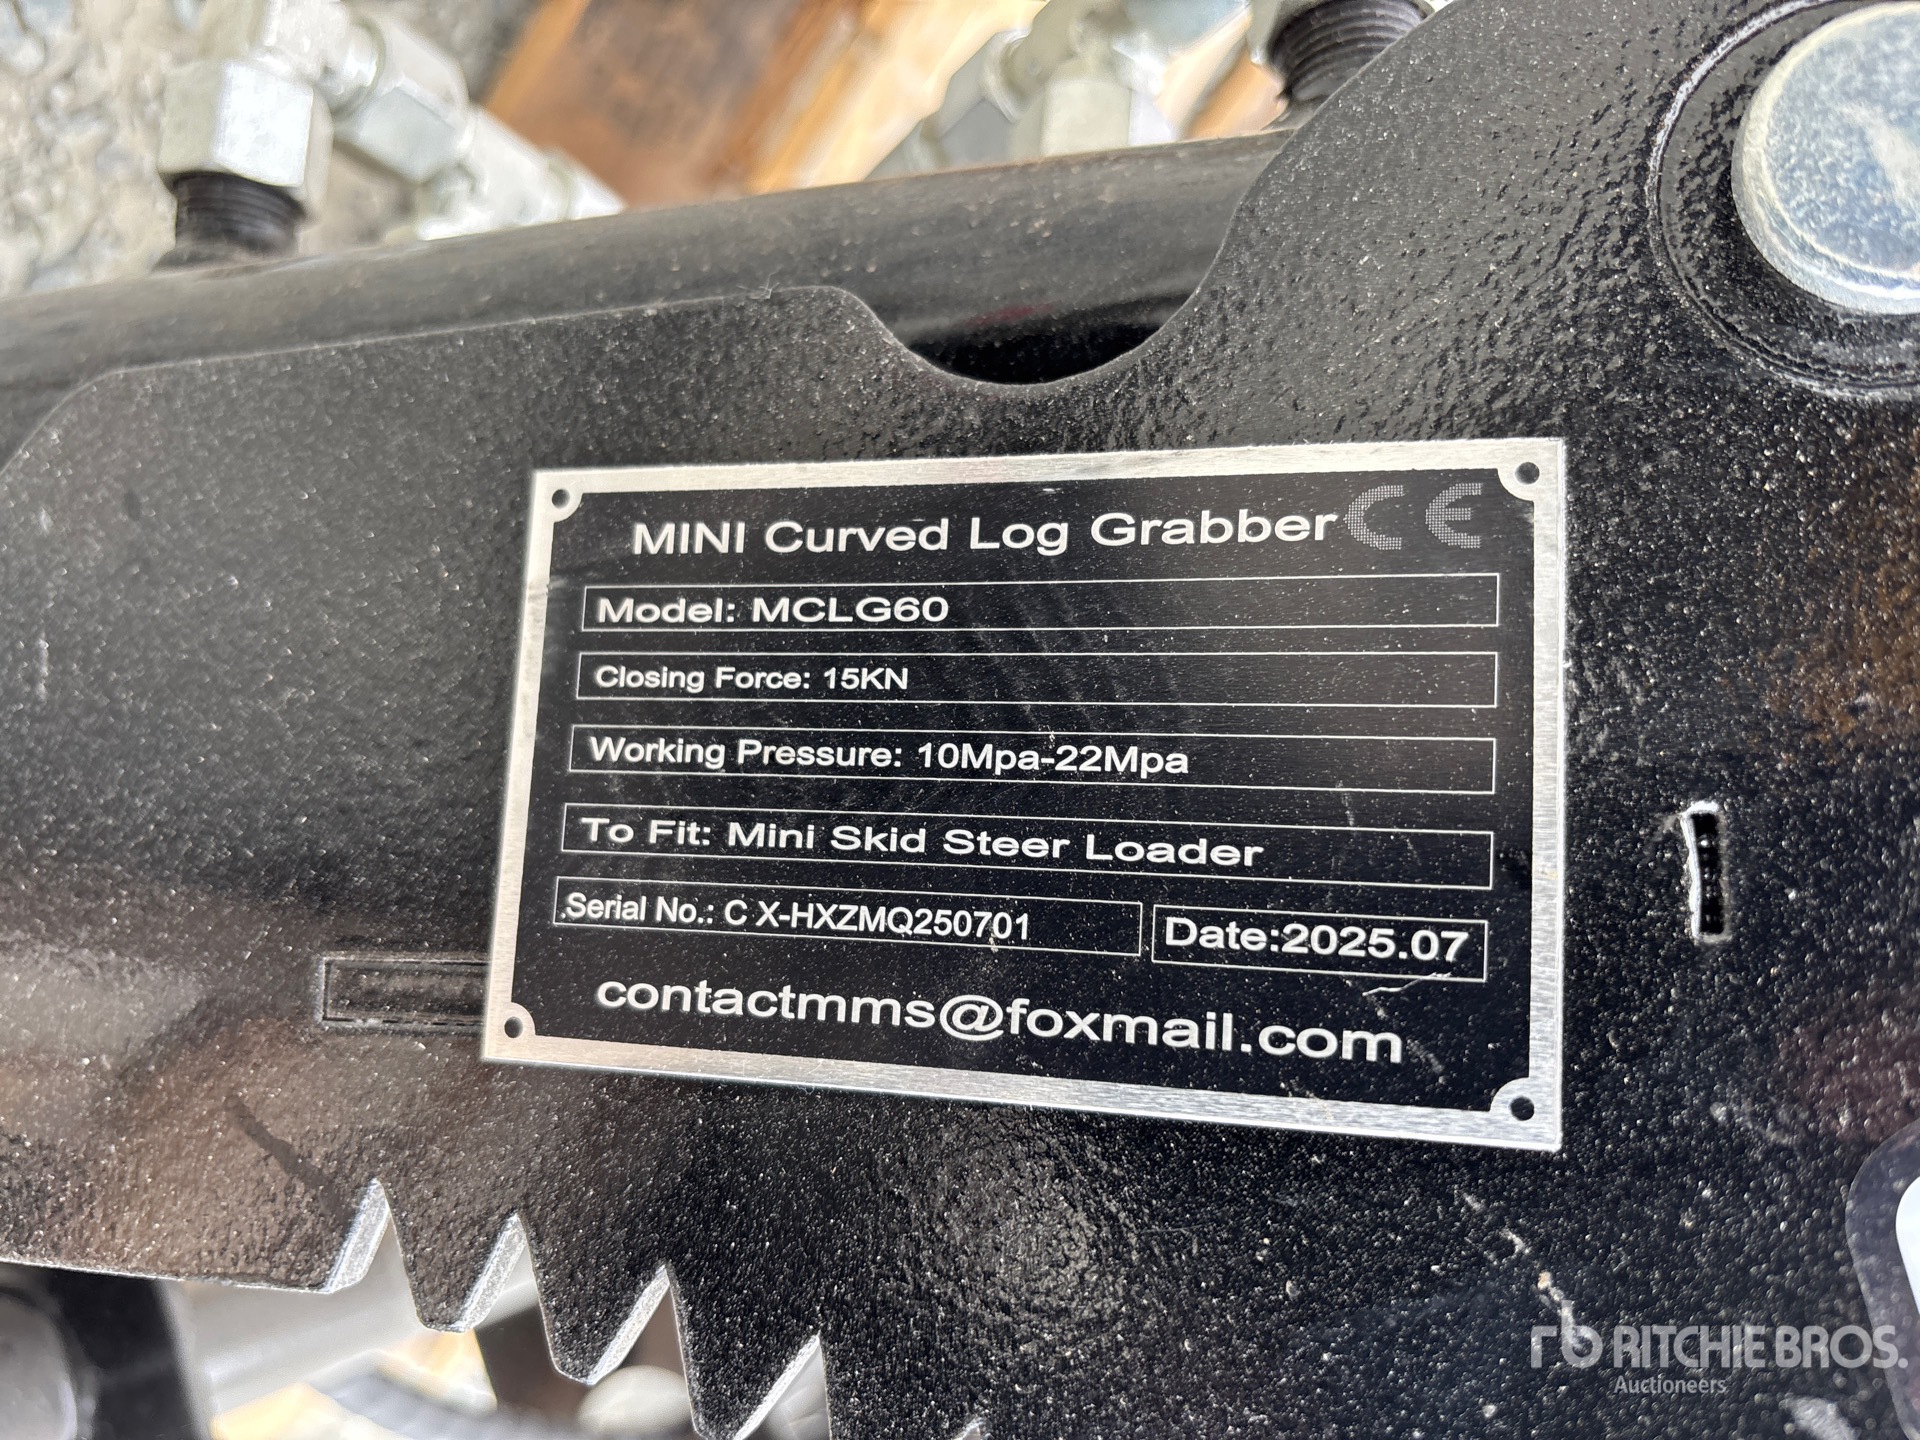 MINI Curved Log Grabber CE
Model: MCLG60
Closing Force: 15KN
Working Pressure: 10Mpa-22Mpa
To Fit: Mini Skid Steer Loader
.Serial No.: C X-HXZMQ250701
Date:2025.07
contactmms@foxmail.com
rb RITCHIE BROS.
Auctioneers